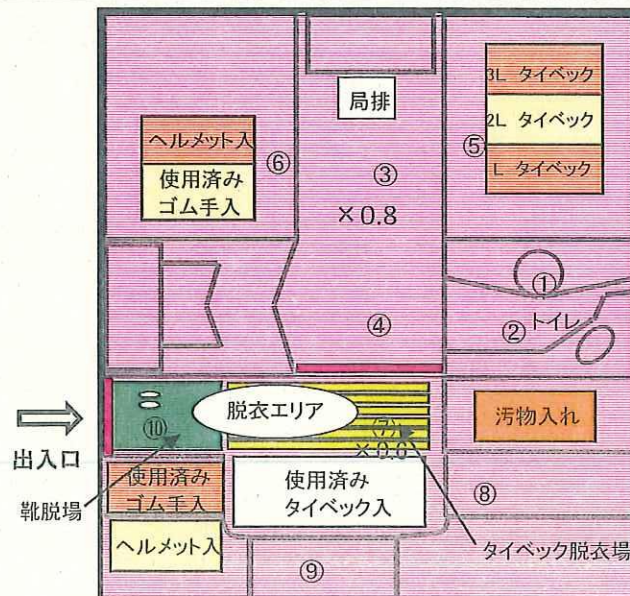 局排
3L タイベック
2L タイベック
L タイベック
ヘルメット入
使用済み
ゴム手入
⑥
③
⑤
×0.8
①
④
②
トイレ
脱衣エリア
⑩
⑦
×0.6
汚物入れ
出入口
靴脱場
使用済み
ゴム手入
使用済み
タイベック入
⑧
ヘルメット入
タイベック脱衣場
⑨